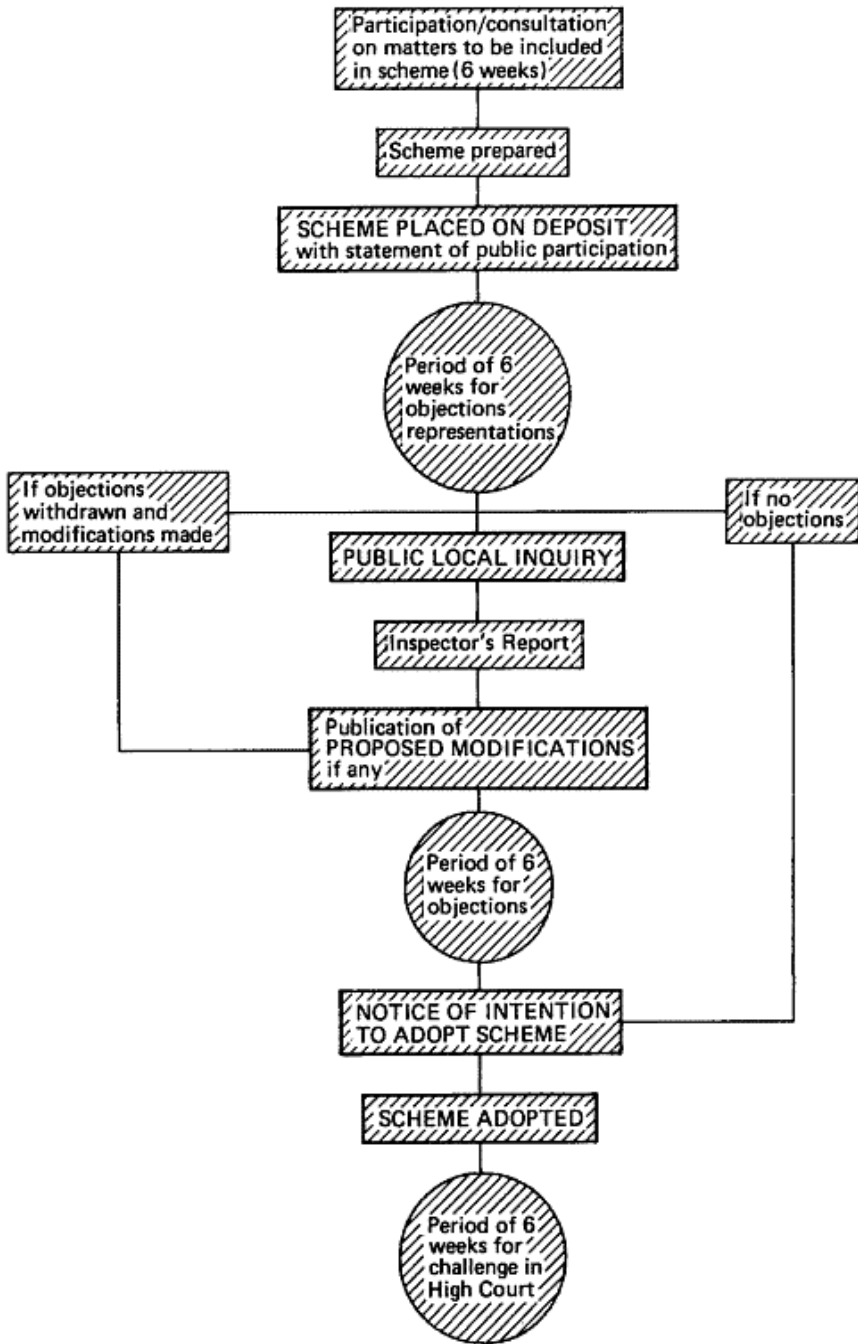 Participation/consultation
on matters to be included
in scheme (6 weeks)
Scheme prepared
SCHEME PLACED ON DEPOSIT
with statement of public participation
Period of 6
weeks for
objections
representations
If objections
withdrawn and
modifications made
If no
objections
PUBLIC LOCAL INQUIRY
Inspector's Report
Publication of
PROPOSED MODIFICATIONS
if any
Period of 6
weeks for
objections
NOTICE OF INTENTION
TO ADOPT SCHEME
SCHEME ADOPTED
Period of 6
weeks for
challenge in
High Court